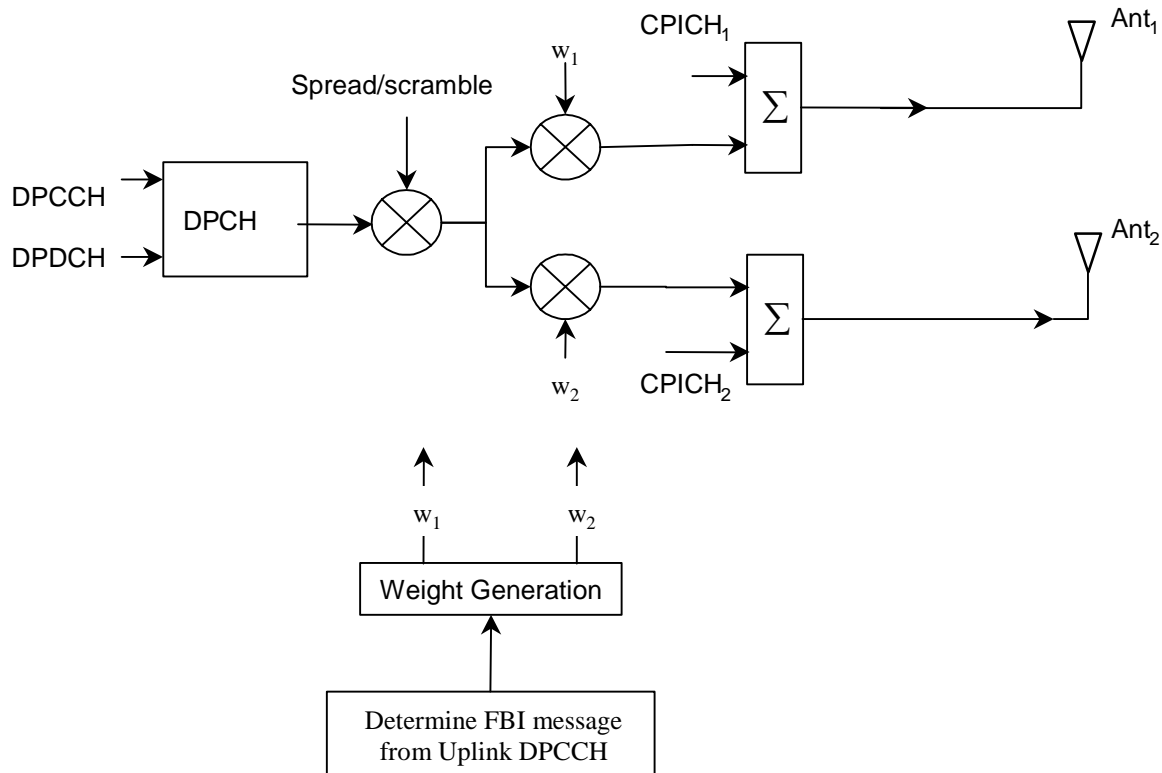 CPICH₁
Ant₁
w₁
Spread/scramble
Σ
DPCCH
DPCH
DPDCH
Ant₂
Σ
w₂
CPICH₂
w₁
w₂
Weight Generation
Determine FBI message
from Uplink DPCCH